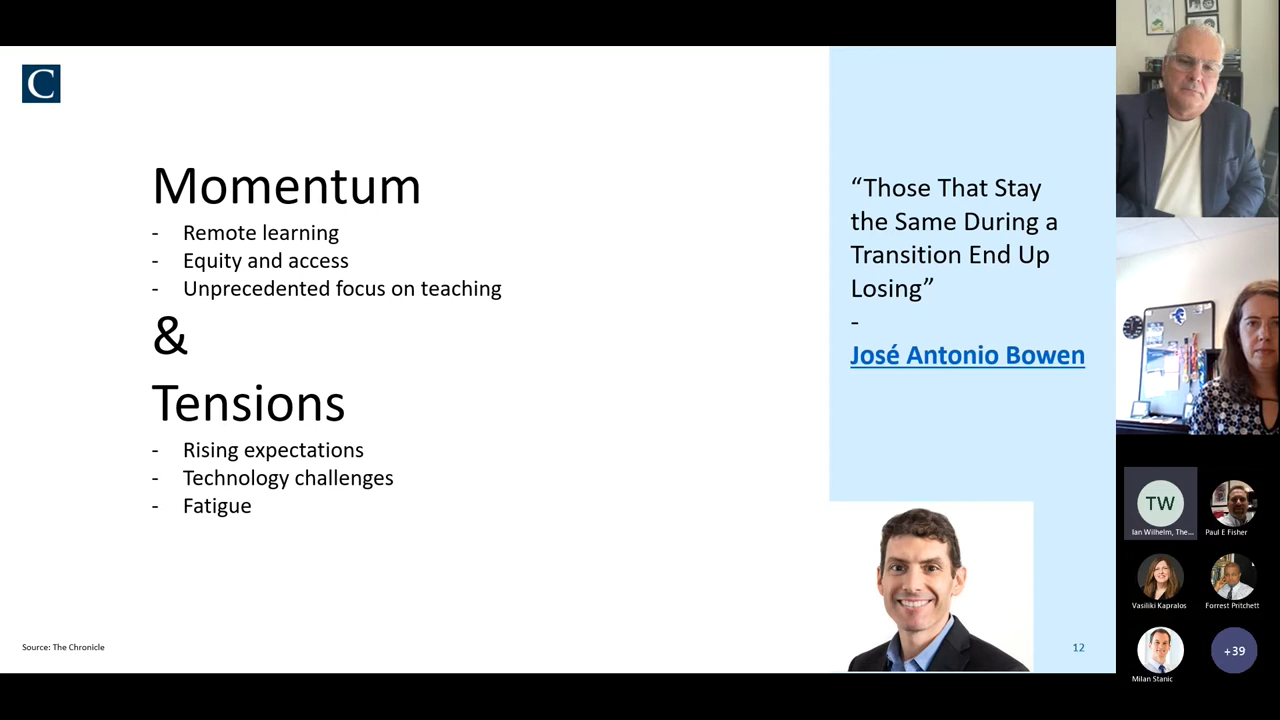 C
Momentum
- Remote learning
- Equity and access
- Unprecedented focus on teaching
&
Tensions
- Rising expectations
- Technology challenges
- Fatigue
“Those That Stay
the Same During a
Transition End Up
Losing”
-
José Antonio Bowen
Source: The Chronicle
12
TW
Ian Wilhelm, The...
Paul E Fisher
Vasiliki Kapralos
Forrest Pritchett
Milan Stanic
+39